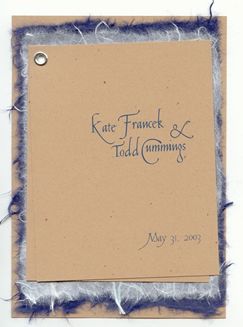 Kate Francek &
Todd Cummings,
May 31, 2003